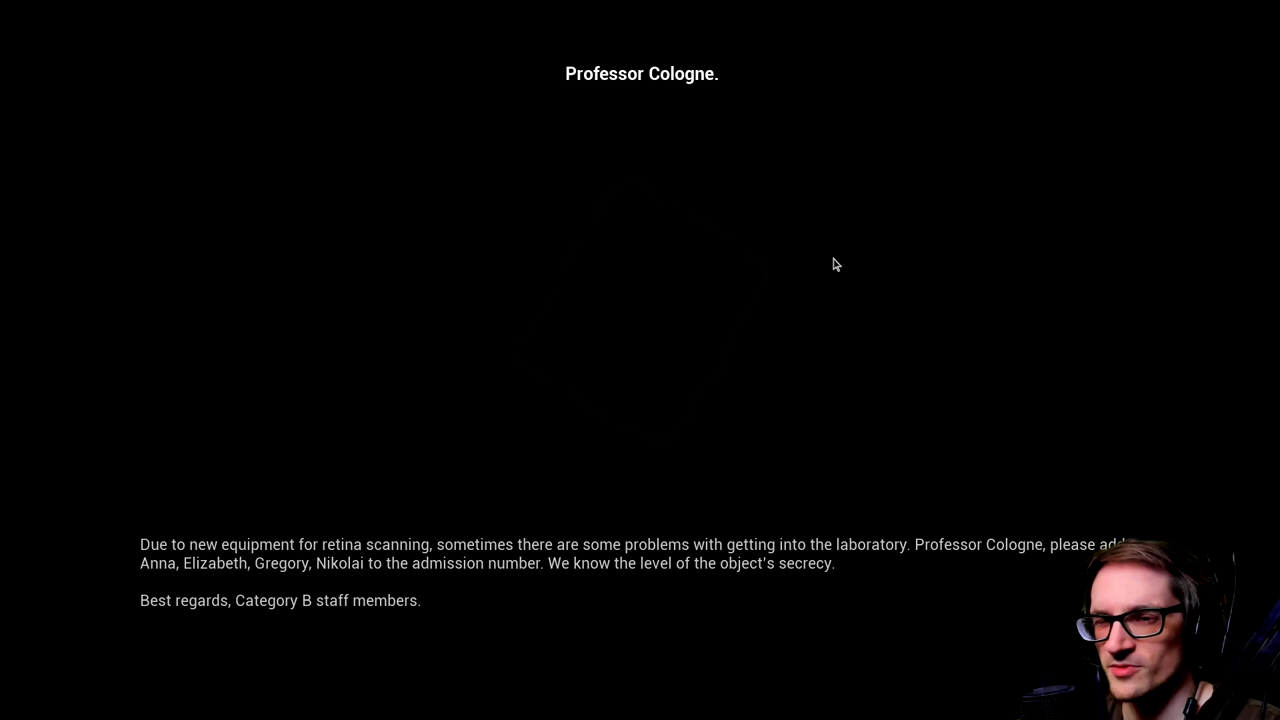 Professor Cologne.
Due to new equipment for retina scanning, sometimes there are some problems with getting into the laboratory. Professor Cologne, please add
Anna, Elizabeth, Gregory, Nikolai to the admission number. We know the level of the object's secrecy.
Best regards, Category B staff members.